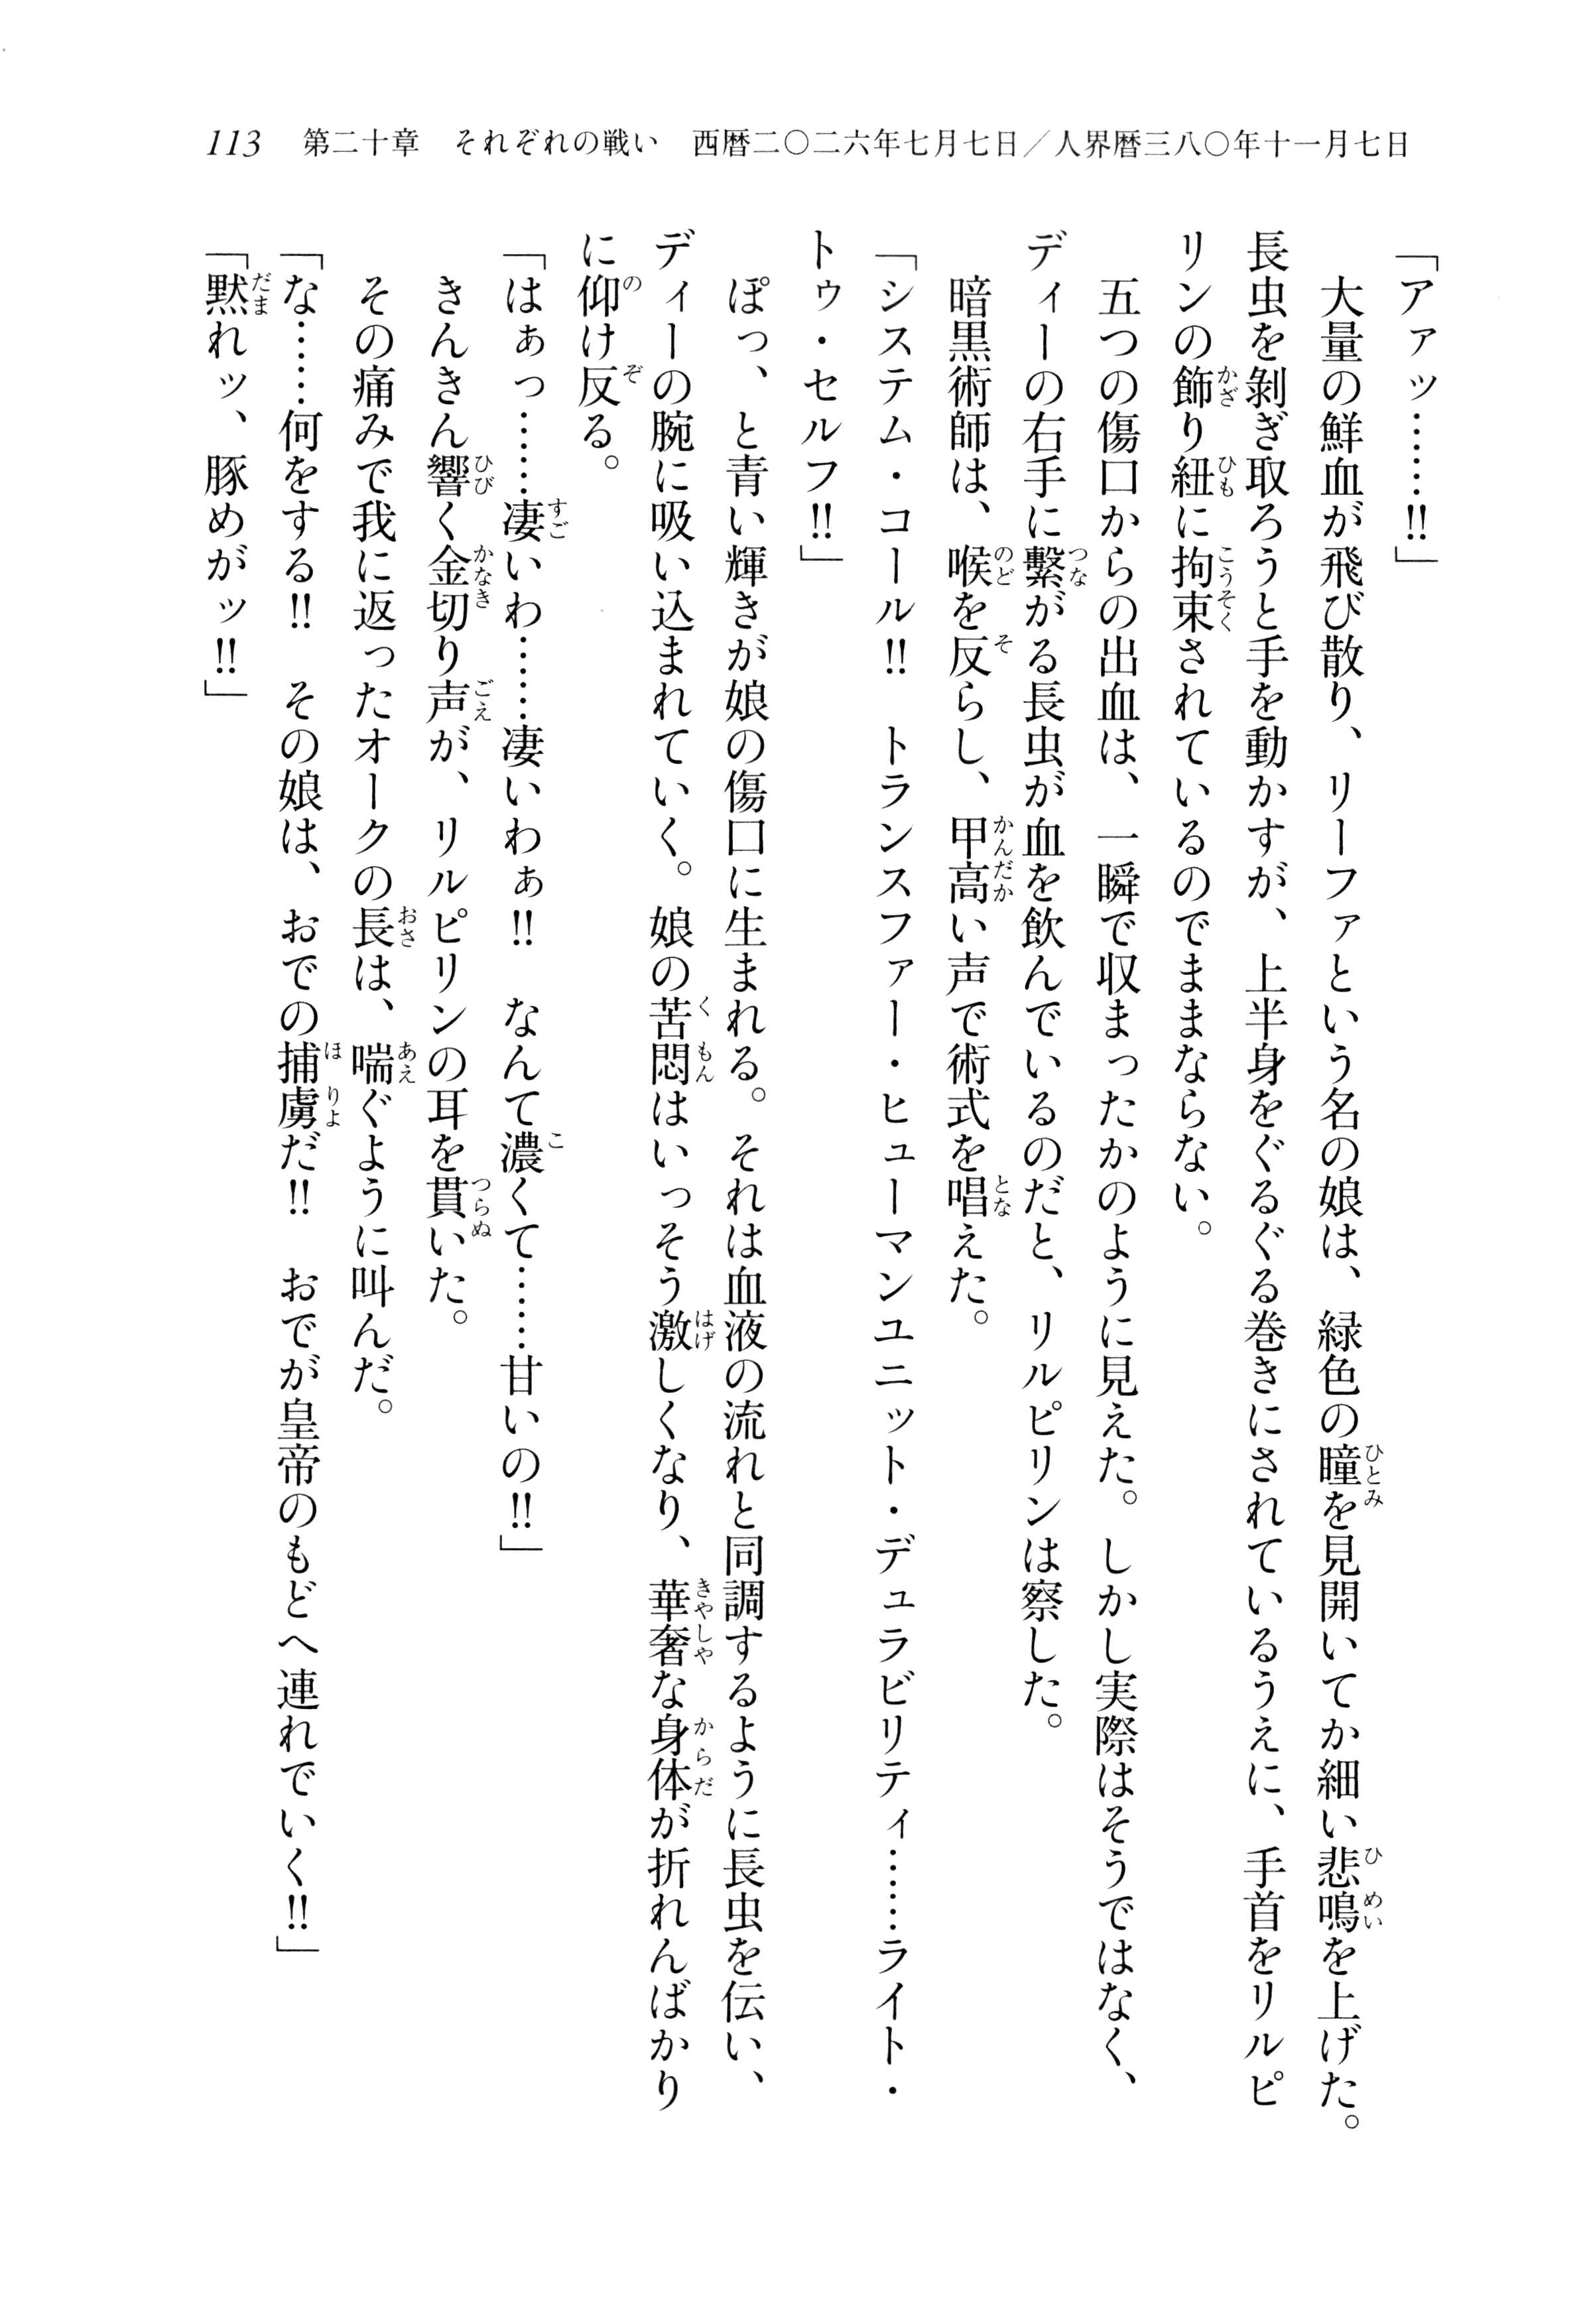 113　第二十章　それぞれの戦い　西暦二〇二六年七月七日／人界暦三八〇年十一月七日
「アァッ……‼」
　大量の鮮血が飛び散り、リーファという名の娘は、緑色の瞳を見開いてか細い悲鳴を上げた。
長虫を剝ぎ取ろうと手を動かすが、上半身をぐるぐる巻きにされているうえに、手首をリルピ
リンの飾り紐に拘束されているのでままならない。
　五つの傷口からの出血は、一瞬で収まったかのように見えた。しかし実際はそうではなく、
ディーの右手に繫がる長虫が血を飲んでいるのだと、リルピリンは察した。
　暗黒術師は、喉を反らし、甲高い声で術式を唱えた。
「システム・コール‼　トランスファー・ヒューマンユニット・デュラビリティ……ライト・
トゥ・セルフ‼」
　ぽっ、と青い輝きが娘の傷口に生まれる。それは血液の流れと同調するように長虫を伝い、
ディーの腕に吸い込まれていく。娘の苦悶はいっそう激しくなり、華奢な身体が折れんばかり
に仰け反る。
「はぁっ……凄いわ……凄いわぁ‼　なんて濃くて……甘いの‼」
　きんきん響く金切り声が、リルピリンの耳を貫いた。
　その痛みで我に返ったオークの長は、喘ぐように叫んだ。
「な……何をする‼　その娘は、おでの捕虜だ‼　おでが皇帝のもどへ連れでいく‼」
「黙れッ、豚めがッ‼」